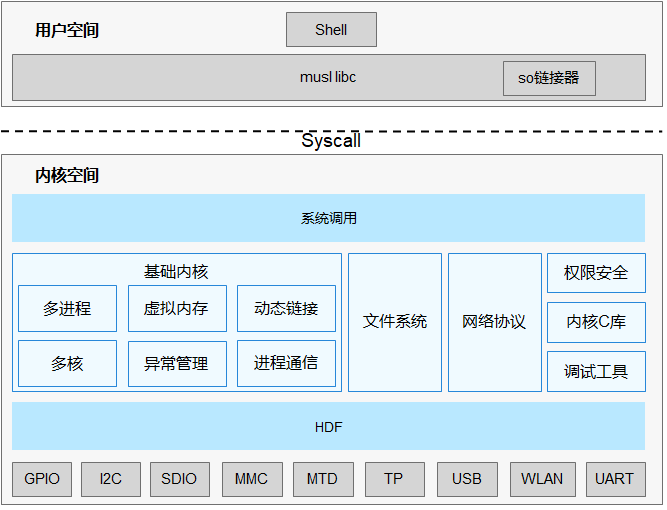 用户空间
Shell
musl libc
so链接器
Syscall
内核空间
系统调用
基础内核
多进程
虚拟内存
动态链接
多核
异常管理
进程通信
文件系统
网络协议
权限安全
内核C库
调试工具
HDF
GPIO
I2C
SDIO
MMC
MTD
TP
USB
WLAN
UART